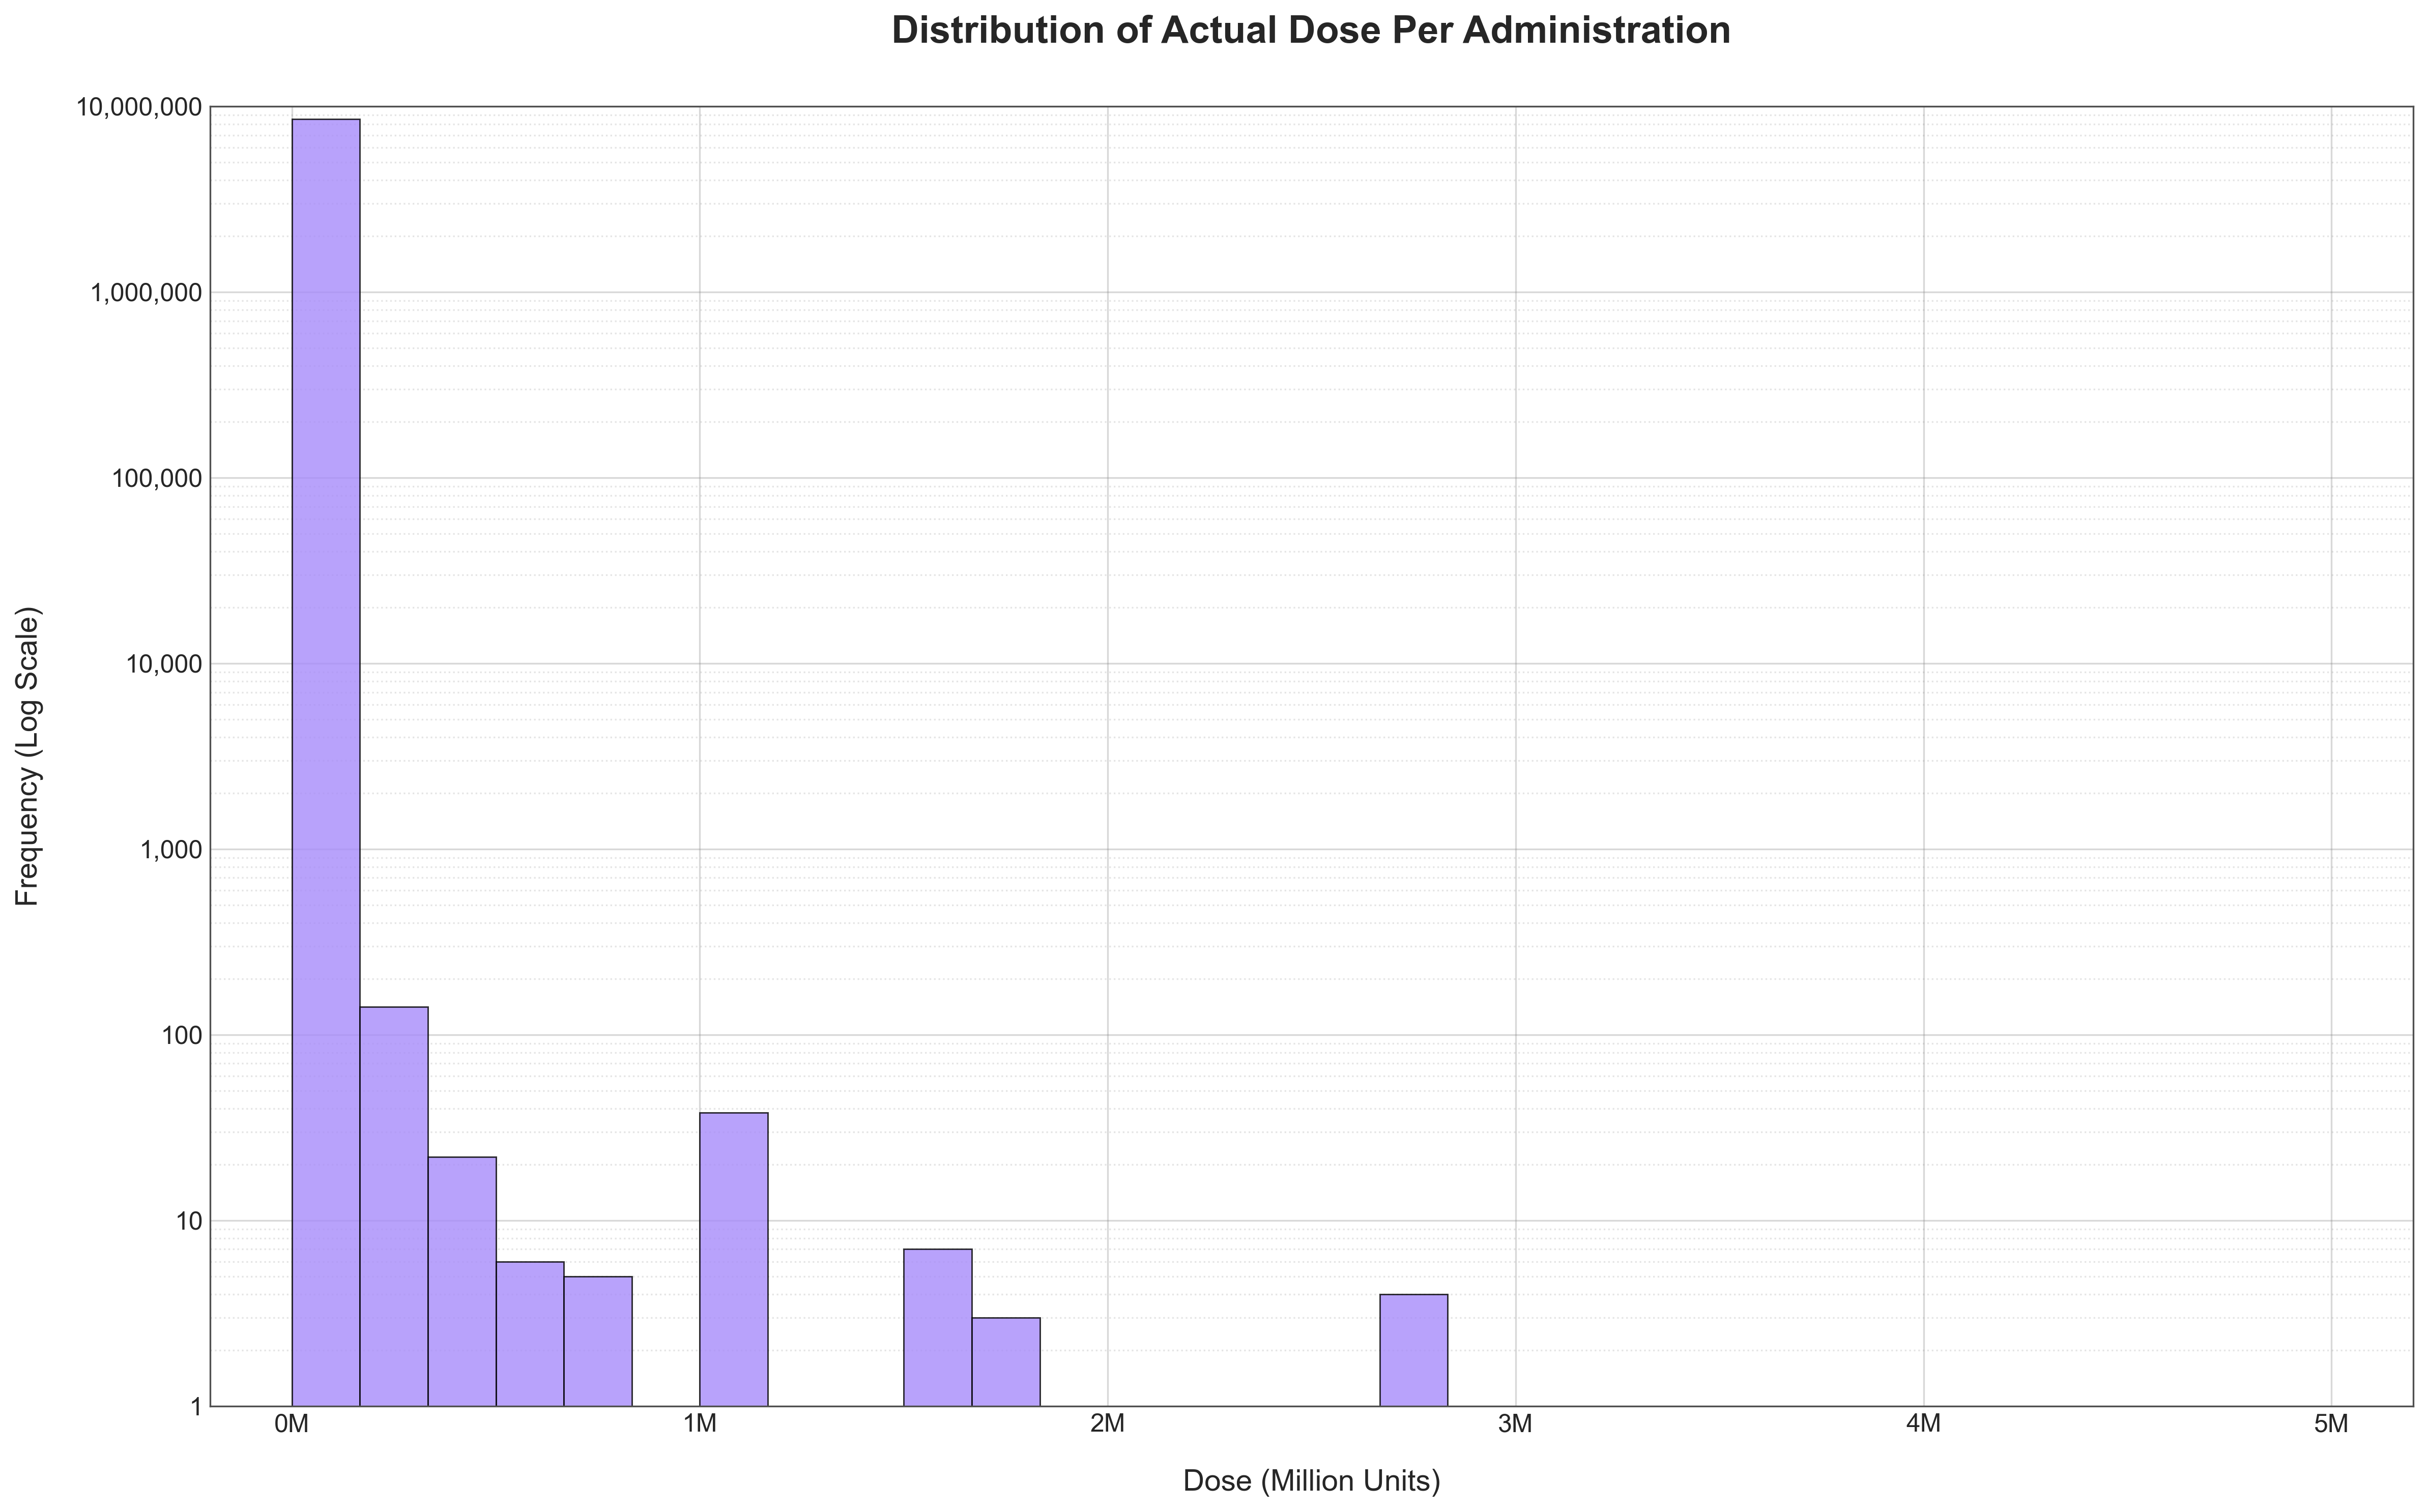 Distribution of Actual Dose Per Administration
10,000,000
1,000,000
100,000
10,000
1,000
100
10
1
Frequency (Log Scale)
0M 1M 2M 3M 4M 5M
Dose (Million Units)